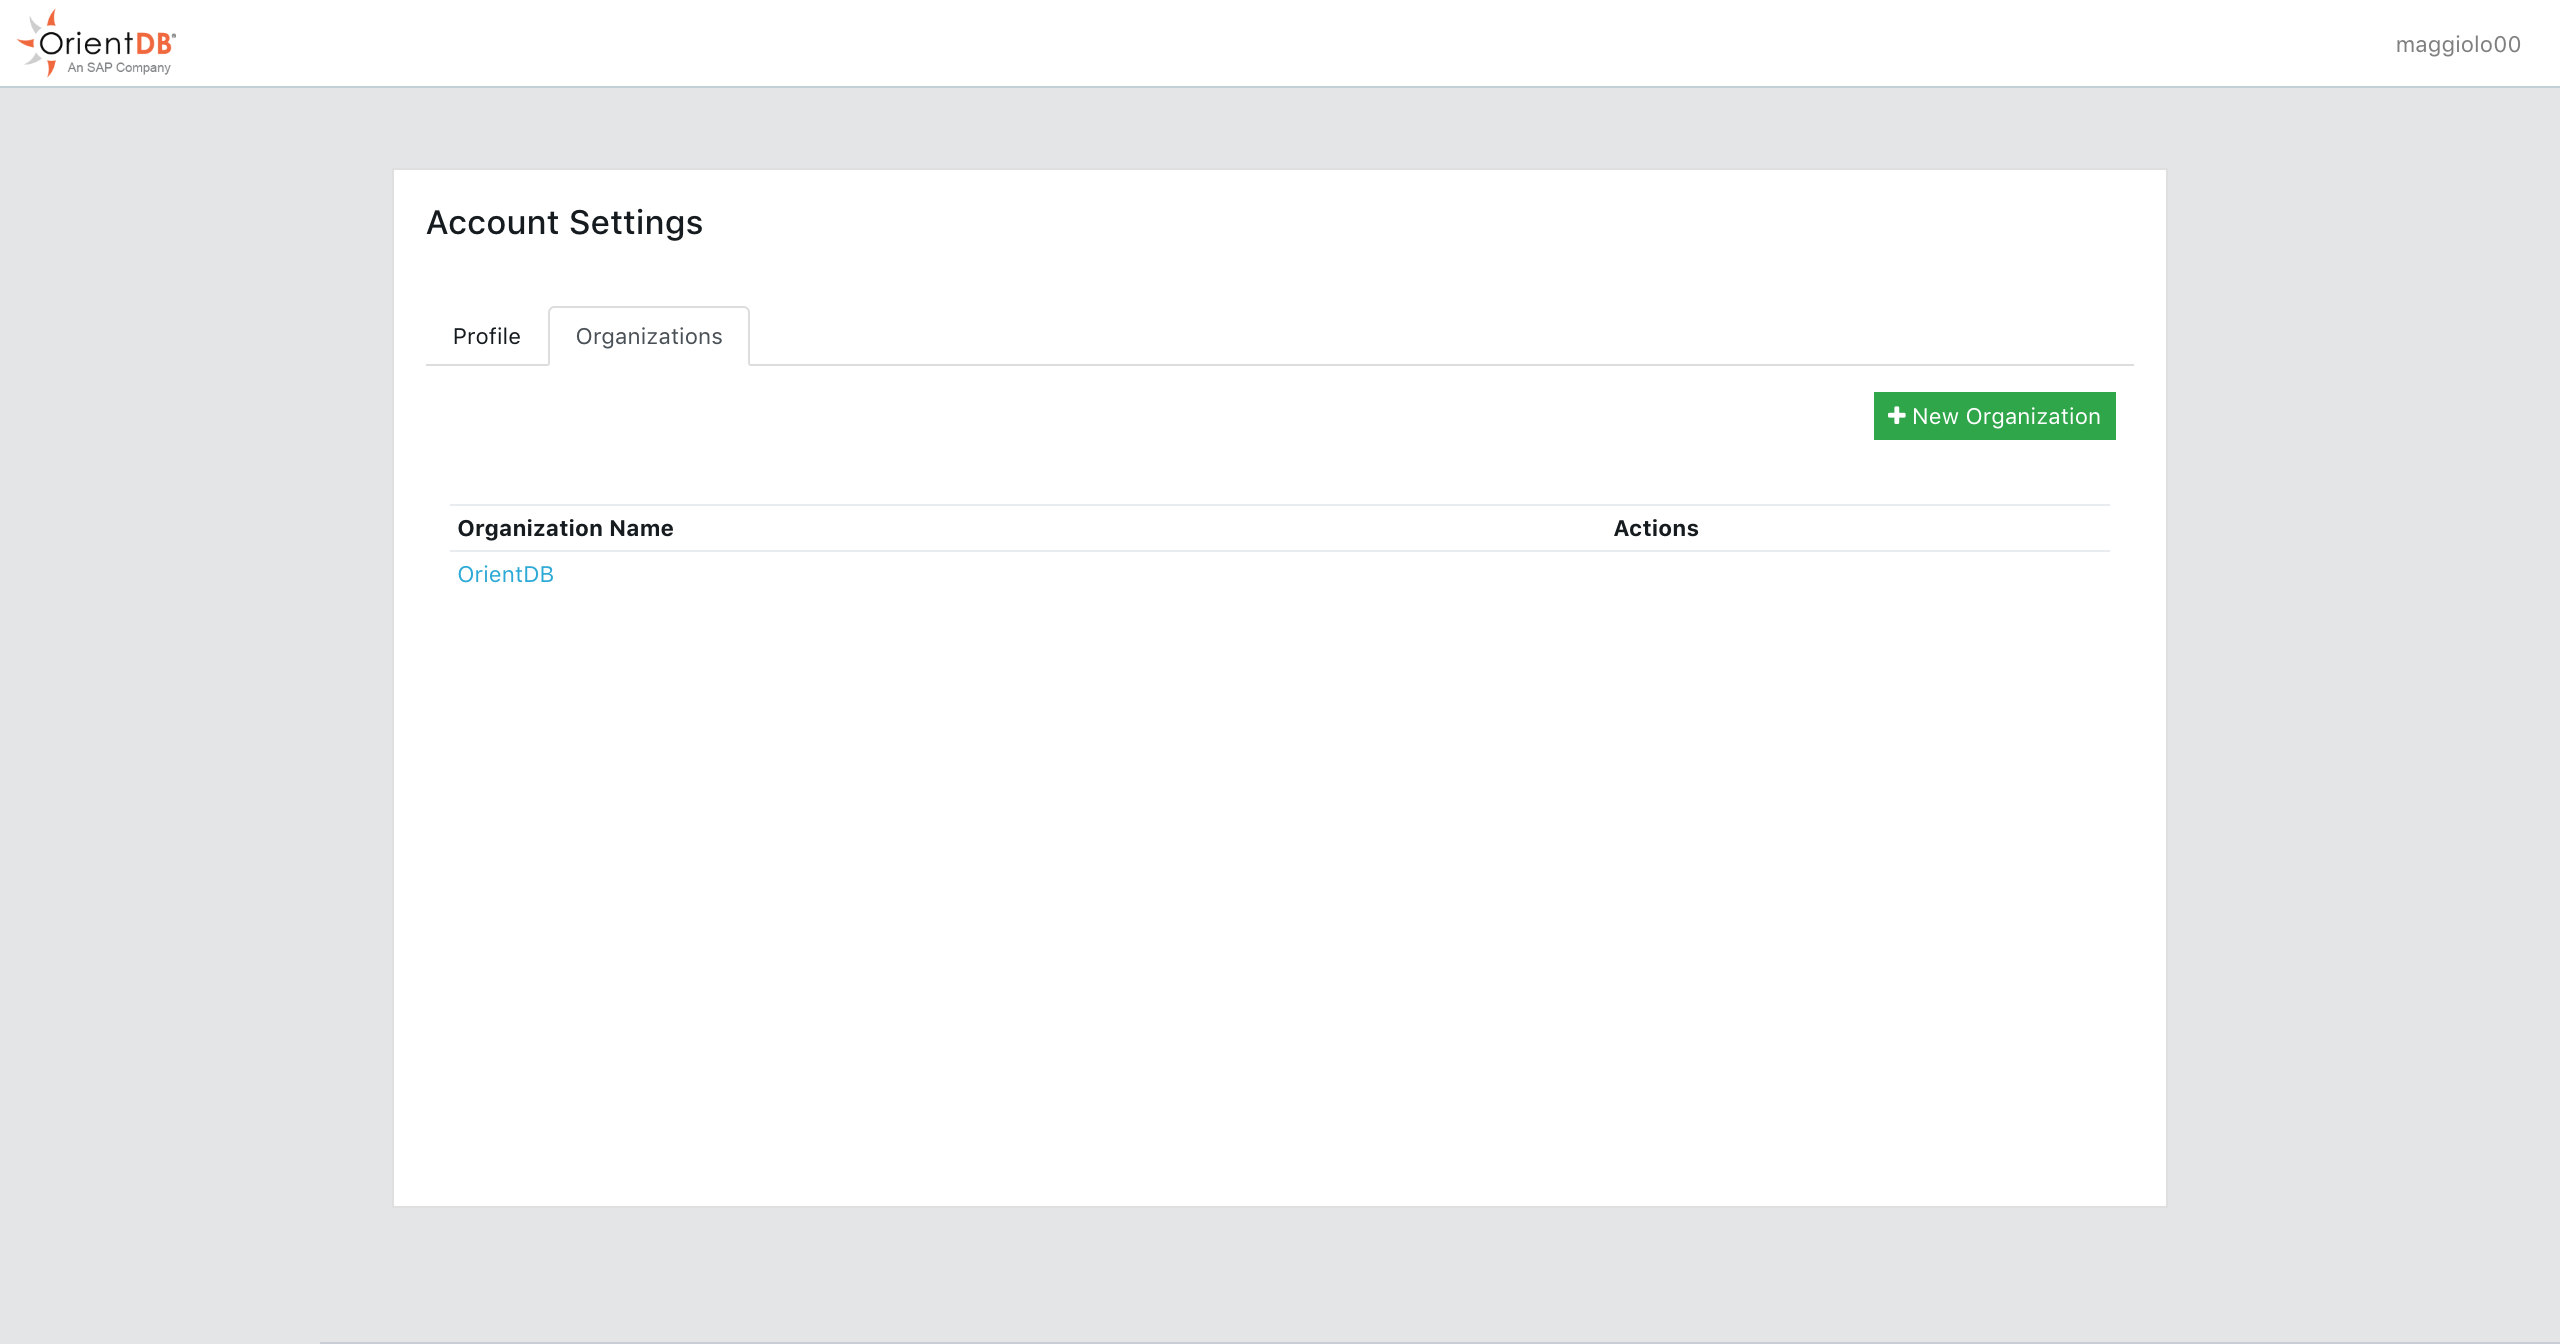 OrientDB®
An SAP Company
maggiolo00
Account Settings
Profile
Organizations
New Organization
Organization Name
Actions
OrientDB